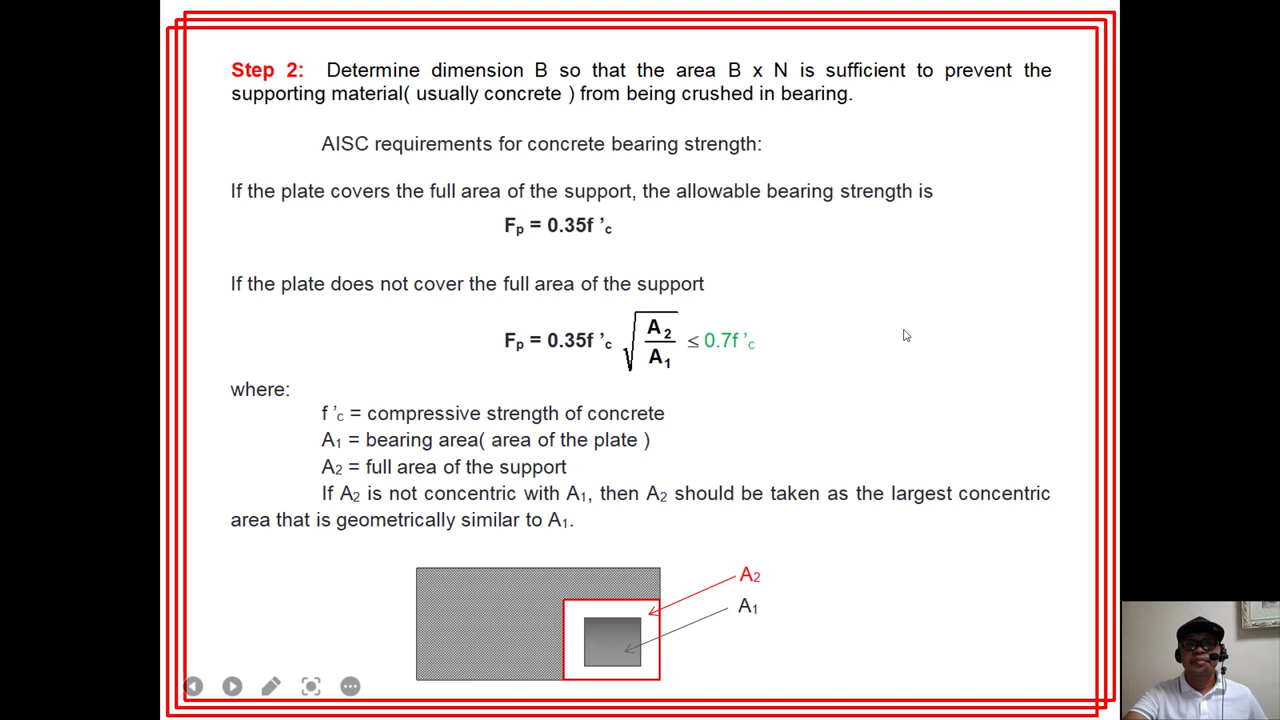 Step 2: Determine dimension B so that the area B x N is sufficient to prevent the
supporting material( usually concrete ) from being crushed in bearing.
AISC requirements for concrete bearing strength:
If the plate covers the full area of the support, the allowable bearing strength is
Fp = 0.35f ’c
If the plate does not cover the full area of the support
Fp = 0.35f ’c √(A2/A1) ≤ 0.7f ’c
where:
f ’c = compressive strength of concrete
A1 = bearing area( area of the plate )
A2 = full area of the support
If A2 is not concentric with A1, then A2 should be taken as the largest concentric
area that is geometrically similar to A1.
A2
A1